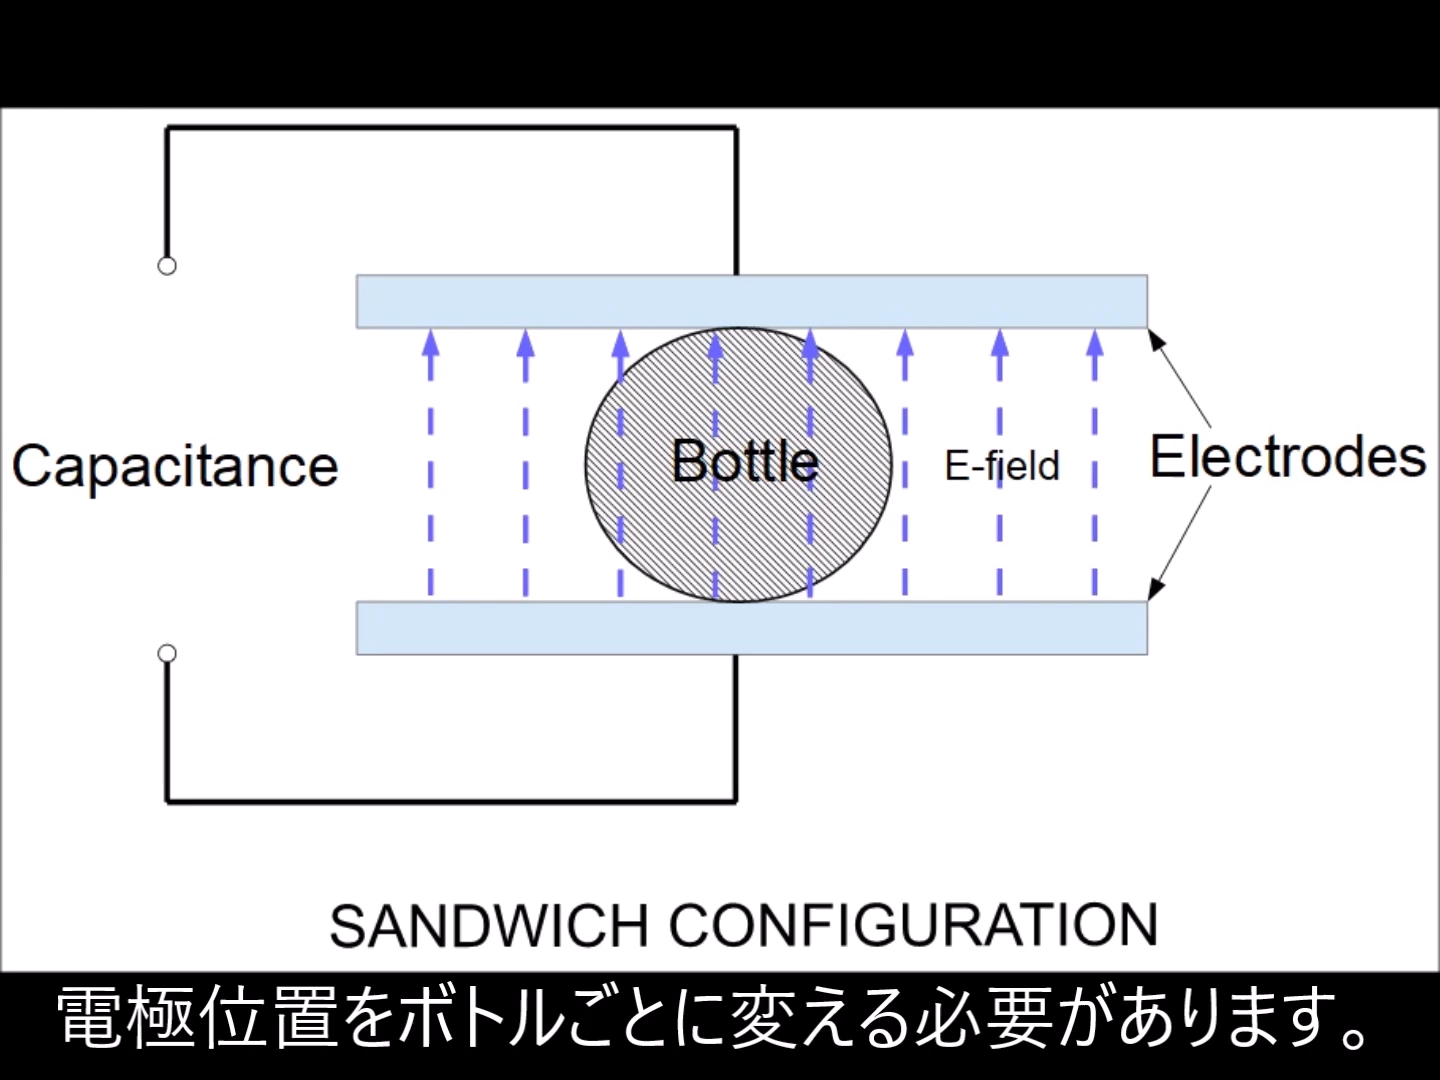 Capacitance
Bottle
E-field
Electrodes
SANDWICH CONFIGURATION
電極位置をボトルごとに変える必要があります。